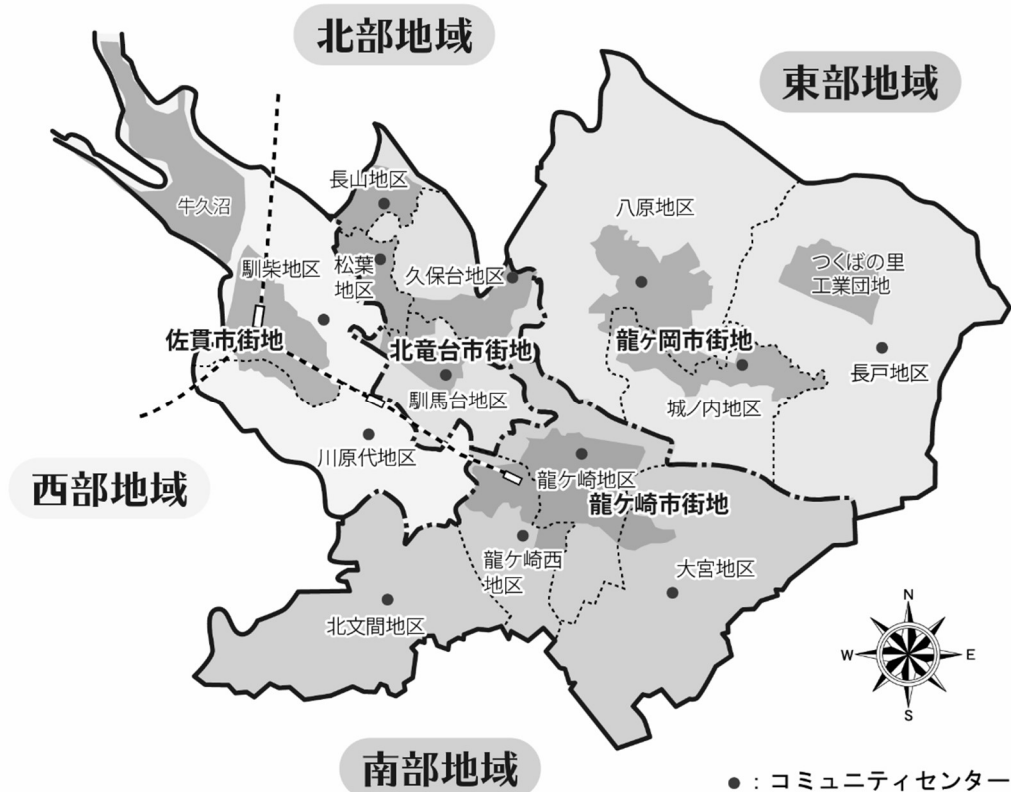 北部地域
東部地域
長山地区
牛久沼
八原地区
馴柴地区
松葉
地区
久保台地区
つくばの里
工業団地
佐貫市街地
北竜台市街地
龍ヶ岡市街地
長戸地区
馴馬台地区
城ノ内地区
川原代地区
西部地域
龍ケ崎地区
龍ケ崎市街地
龍ケ崎西
地区
大宮地区
北文間地区
N
W
E
S
南部地域
●：コミュニティセンター